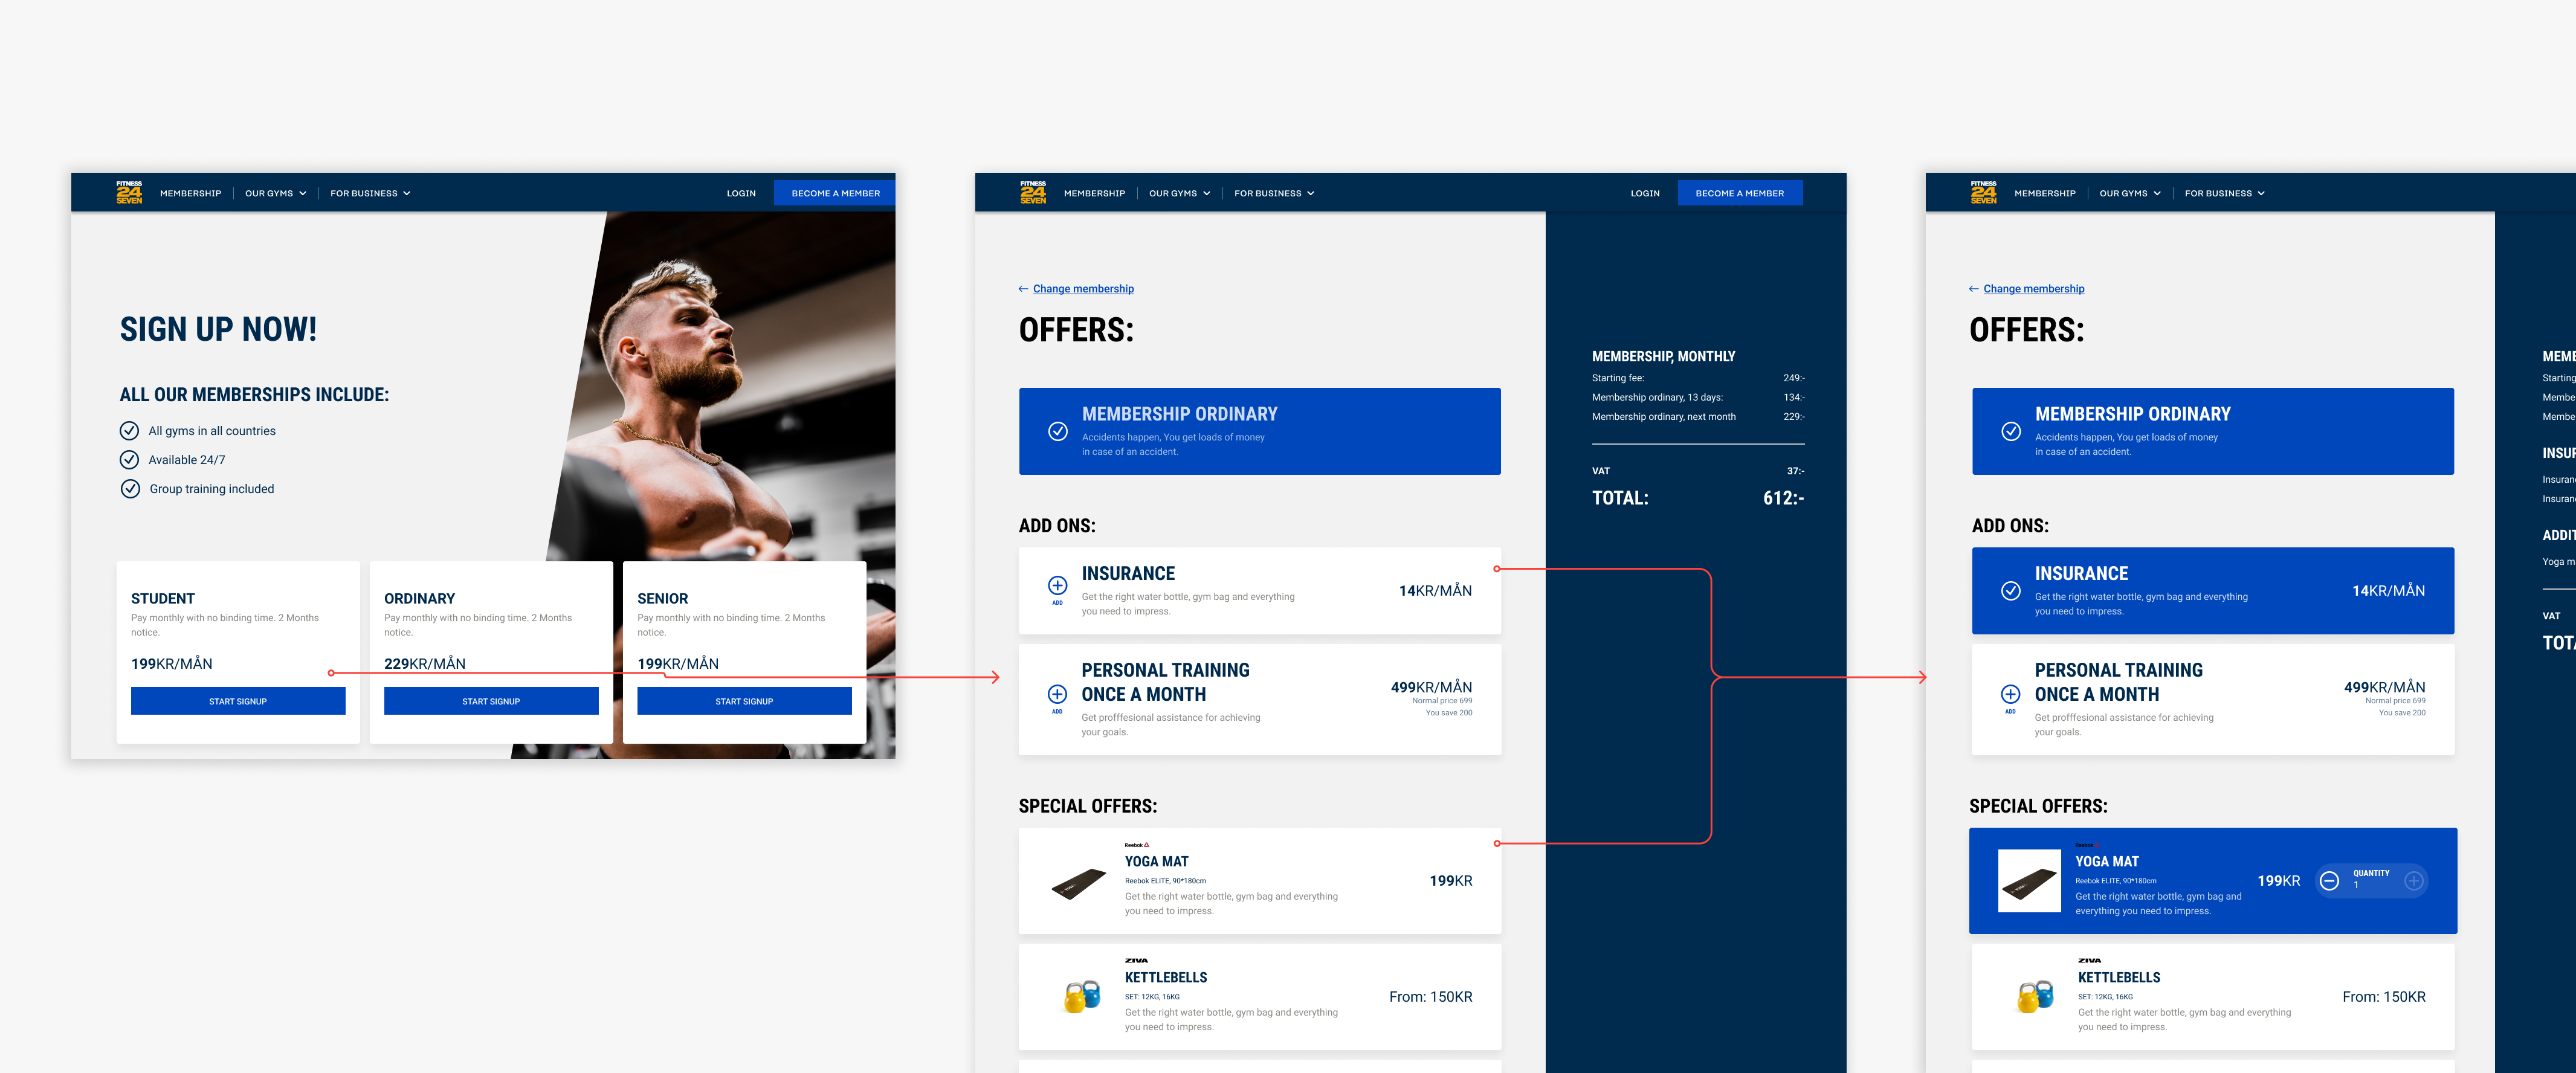 FITNESS
24
SEVEN
MEMBERSHIP
OUR GYMS
FOR BUSINESS
LOGIN
BECOME A MEMBER
SIGN UP NOW!
ALL OUR MEMBERSHIPS INCLUDE:
All gyms in all countries
Available 24/7
Group training included
STUDENT
Pay monthly with no binding time. 2 Months
notice.
199KR/MÅN
START SIGNUP
ORDINARY
Pay monthly with no binding time. 2 Months
notice.
229KR/MÅN
START SIGNUP
SENIOR
Pay monthly with no binding time. 2 Months
notice.
199KR/MÅN
START SIGNUP
FITNESS
24
SEVEN
MEMBERSHIP
OUR GYMS
FOR BUSINESS
LOGIN
BECOME A MEMBER
← Change membership
OFFERS:
MEMBERSHIP ORDINARY
Accidents happen, You get loads of money
in case of an accident.
ADD ONS:
ADD
INSURANCE
Get the right water bottle, gym bag and everything
you need to impress.
14KR/MÅN
ADD
PERSONAL TRAINING
ONCE A MONTH
Get profffesional assistance for achieving
your goals.
499KR/MÅN
Normal price 699
You save 200
SPECIAL OFFERS:
Reebok
YOGA MAT
Reebok ELITE, 90*180cm
Get the right water bottle, gym bag and everything
you need to impress.
199KR
ZIVA
KETTLEBELLS
SET: 12KG, 16KG
Get the right water bottle, gym bag and everything
you need to impress.
From: 150KR
MEMBERSHIP, MONTHLY
Starting fee: 249:-
Membership ordinary, 13 days: 134:-
Membership ordinary, next month 229:-
VAT 37:-
TOTAL: 612:-
FITNESS
24
SEVEN
MEMBERSHIP
OUR GYMS
FOR BUSINESS
← Change membership
OFFERS:
MEMBERSHIP ORDINARY
Accidents happen, You get loads of money
in case of an accident.
ADD ONS:
INSURANCE
Get the right water bottle, gym bag and everything
you need to impress.
14KR/MÅN
ADD
PERSONAL TRAINING
ONCE A MONTH
Get profffesional assistance for achieving
your goals.
499KR/MÅN
Normal price 699
You save 200
SPECIAL OFFERS:
Reebok
YOGA MAT
Reebok ELITE, 90*180cm
Get the right water bottle, gym bag and
everything you need to impress.
199KR
QUANTITY
1
ZIVA
KETTLEBELLS
SET: 12KG, 16KG
Get the right water bottle, gym bag and everything
you need to impress.
From: 150KR
Starting
VAT